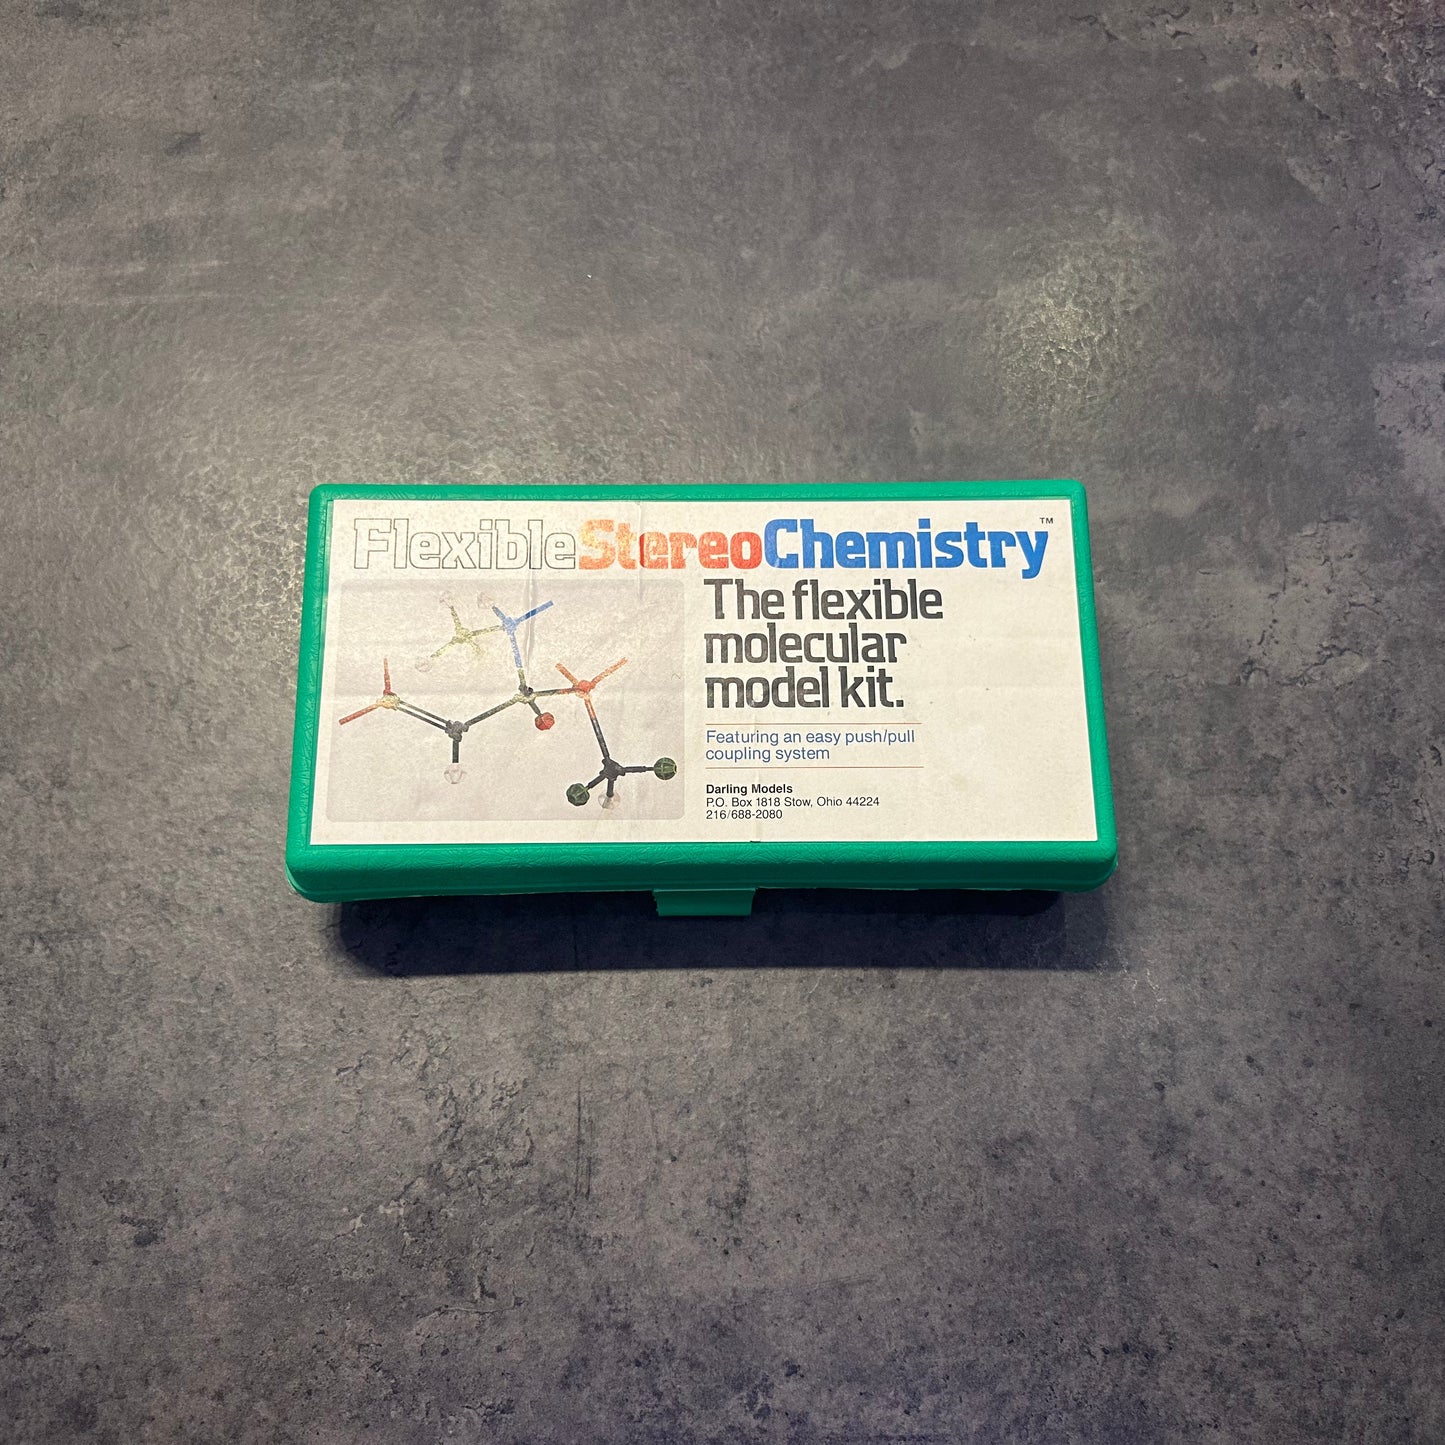 FlexibleStereoChemistry™
The flexible
molecular
model kit.
Featuring an easy push/pull
coupling system
Darling Models
P.O. Box 1818 Stow, Ohio 44224
216/688-2080